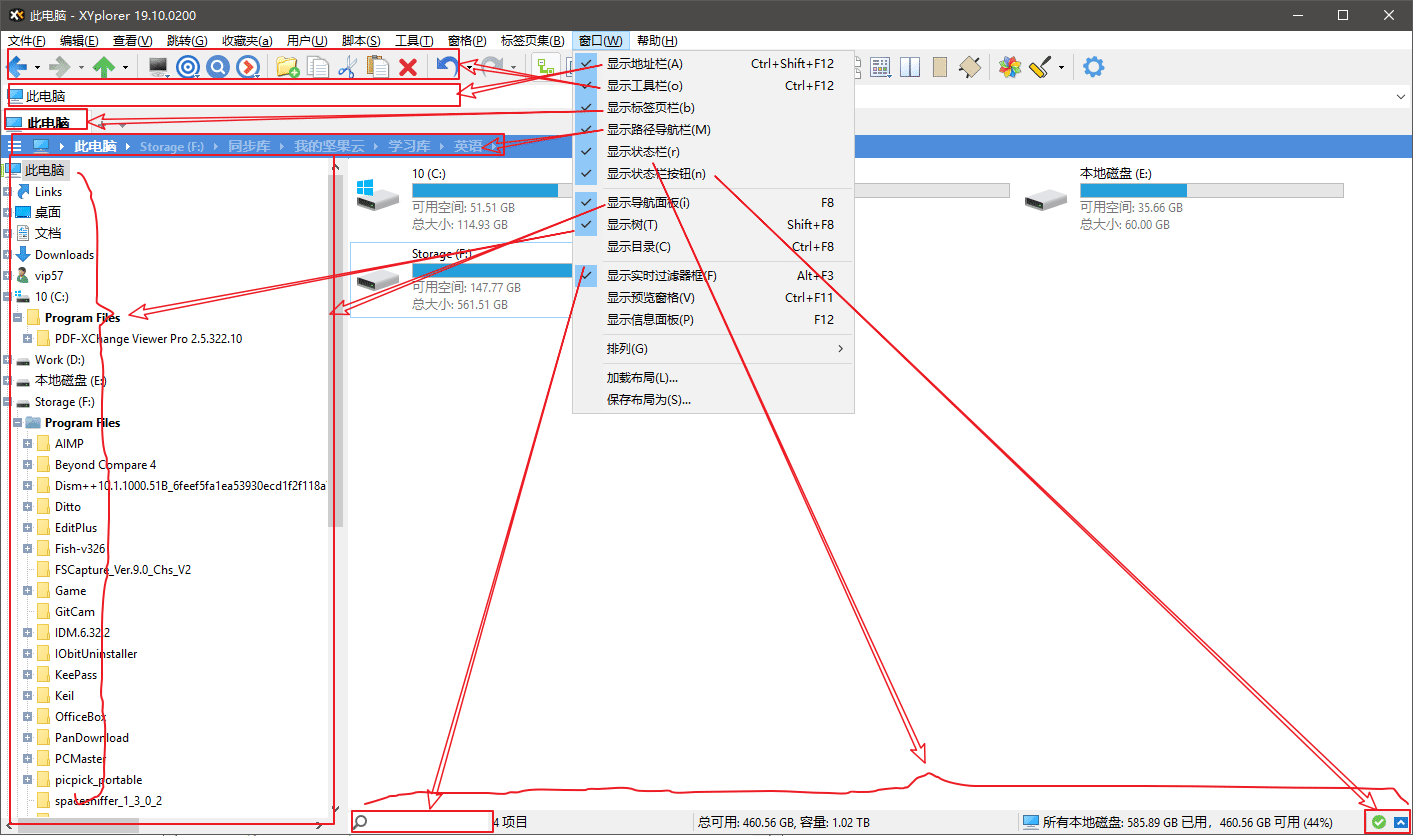 此电脑 - XYplorer 19.10.0200
文件(F) 编辑(E) 查看(V) 跳转(G) 收藏夹(a) 用户(U) 脚本(S) 工具(T) 窗格(P) 标签页集(B) 窗口(W) 帮助(H)
此电脑
此电脑
此电脑 Storage (F:) 同步库 我的坚果云 学习库 英语
此电脑
Links
桌面
文档
Downloads
vip57
10 (C:)
Program Files
PDF-XChange Viewer Pro 2.5.322.10
Work (D:)
本地磁盘 (E:)
Storage (F:)
Program Files
AIMP
Beyond Compare 4
Dism++10.1.1000.51B_6feef5fa1ea53930ecd1f2f118a
Ditto
EditPlus
Fish-v326
FSCapture_Ver.9.0_Chs_V2
Game
GitCam
IDM.6.32.2
IObitUninstaller
KeePass
Keil
OfficeBox
PanDownload
PCMaster
picpick_portable
spacesniffer_1_3_0_2
10 (C:)
可用空间: 51.51 GB
总大小: 114.93 GB
Storage (F:)
可用空间: 147.77 GB
总大小: 561.51 GB
显示地址栏(A) Ctrl+Shift+F12
显示工具栏(o) Ctrl+F12
显示标签页栏(b)
显示路径导航栏(M)
显示状态栏(r)
显示状态栏按钮(n)
显示导航面板(i) F8
显示树(T) Shift+F8
显示目录(C) Ctrl+F8
显示实时过滤器框(F) Alt+F3
显示预览窗格(V) Ctrl+F11
显示信息面板(P) F12
排列(G)
加载布局(L)...
保存布局为(S)...
本地磁盘 (E:)
可用空间: 35.66 GB
总大小: 60.00 GB
4 项目
总可用: 460.56 GB, 容量: 1.02 TB
所有本地磁盘: 585.89 GB 已用，460.56 GB 可用 (44%)